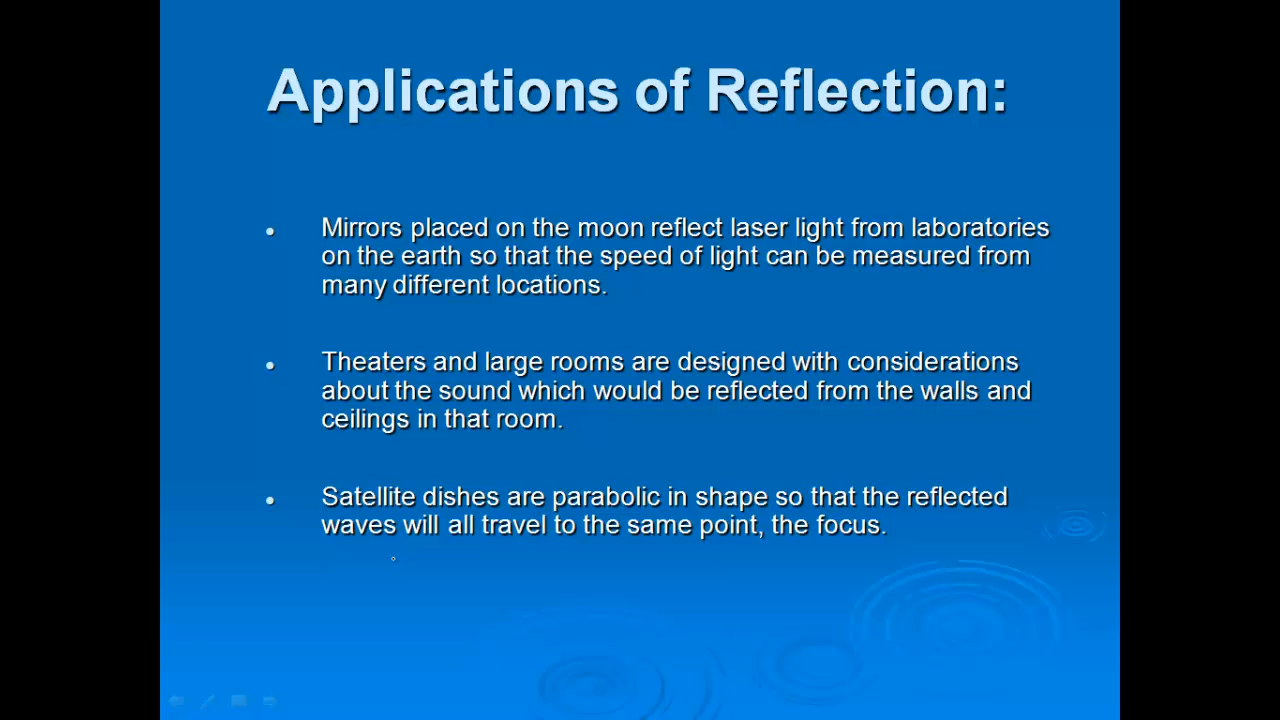 Applications of Reflection:
• Mirrors placed on the moon reflect laser light from laboratories
on the earth so that the speed of light can be measured from
many different locations.
• Theaters and large rooms are designed with considerations
about the sound which would be reflected from the walls and
ceilings in that room.
• Satellite dishes are parabolic in shape so that the reflected
waves will all travel to the same point, the focus.